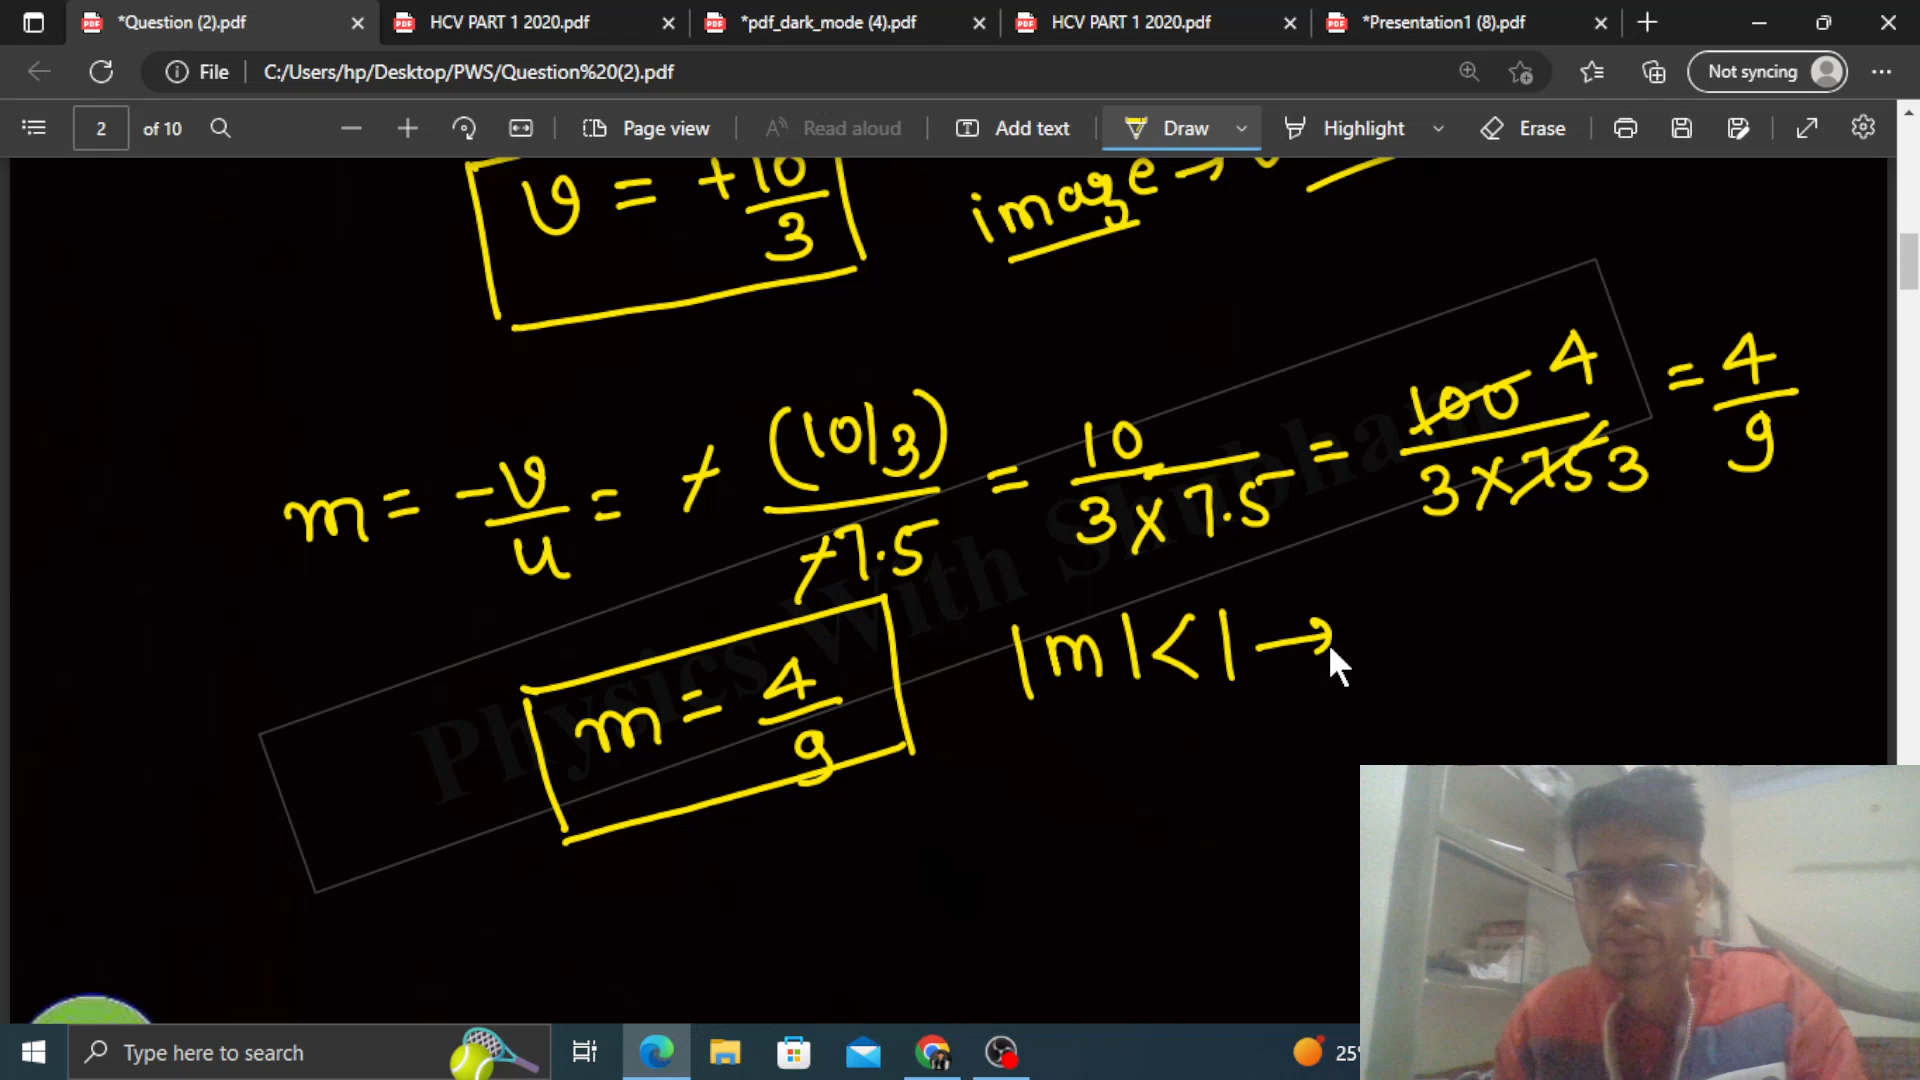 *Question (2).pdf
HCV PART 1 2020.pdf
*pdf_dark_mode (4).pdf
HCV PART 1 2020.pdf
*Presentation1 (8).pdf
File
C:/Users/hp/Desktop/PWS/Question%20(2).pdf
Not syncing
2 of 10
Page view
Read aloud
Add text
Draw
Highlight
Erase
v = +10/3
image →
m = -v/u = - (10/3)/-7.5 = 10/3×7.5 = 100 4/3×75 3 = 4/9
m = 4/9
|m| < 1 →
Physics With Shubham
Type here to search
25°